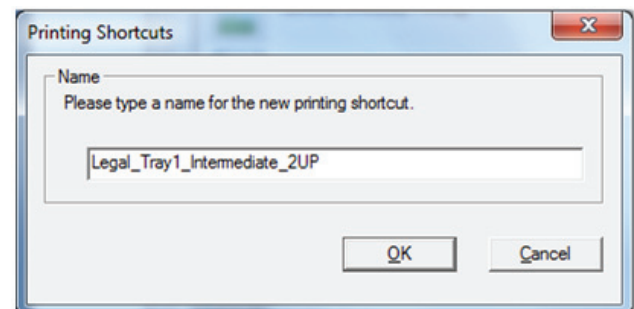 Printing Shortcuts
Name
Please type a name for the new printing shortcut.
Legal_Tray1_Intermediate_2UP
OK
Cancel